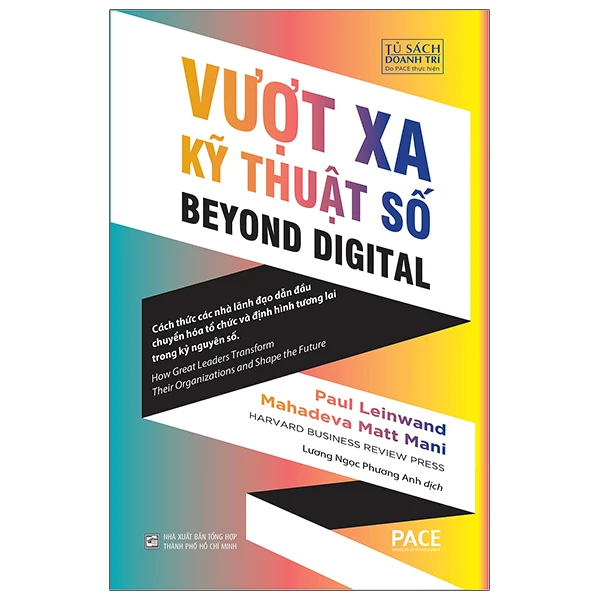 TỦ SÁCH
DOANH TRÍ
Do PACE thực hiện
VƯỢT XA
KỸ THUẬT SỐ
BEYOND DIGITAL
Cách thức các nhà lãnh đạo dẫn đầu
chuyển hóa tổ chức và định hình tương lai
trong kỷ nguyên số.
How Great Leaders Transform
Their Organizations and Shape the Future
Paul Leinwand
Mahadeva Matt Mani
HARVARD BUSINESS REVIEW PRESS
Lương Ngọc Phương Anh dịch
NHÀ XUẤT BẢN TỔNG HỢP
THÀNH PHỐ HỒ CHÍ MINH
PACE
INSTITUTE OF MANAGEMENT